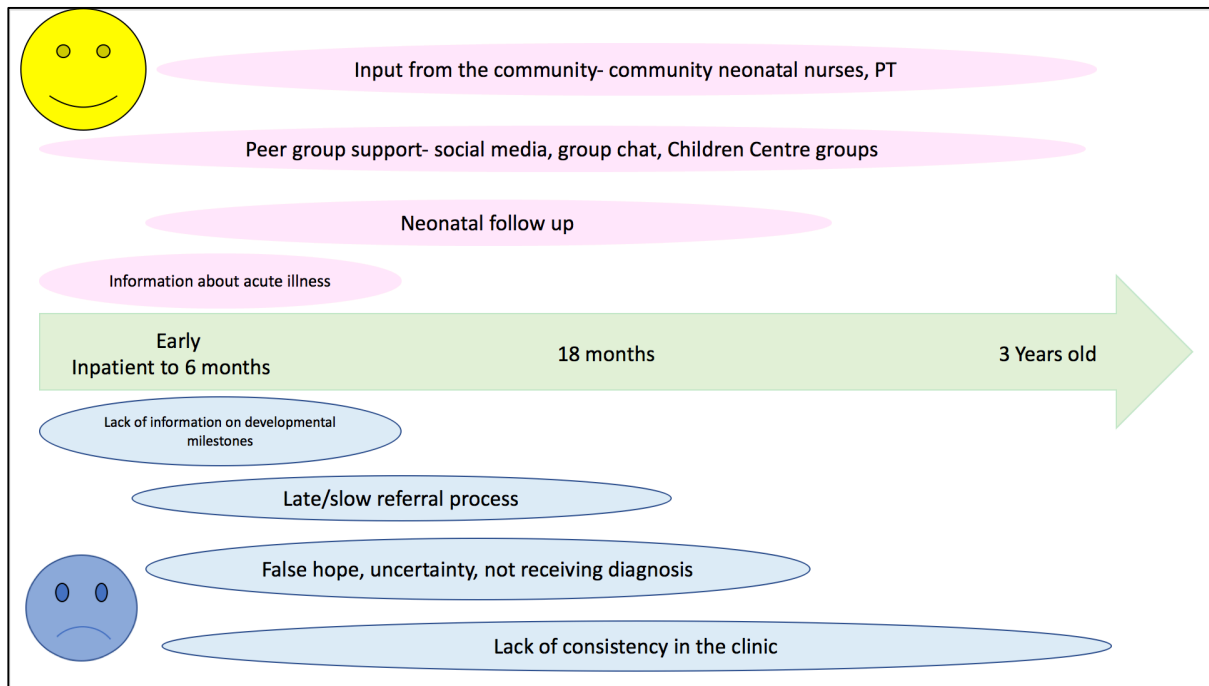 Input from the community- community neonatal nurses, PT
Peer group support- social media, group chat, Children Centre groups
Neonatal follow up
Information about acute illness
Early
Inpatient to 6 months
18 months
3 Years old
Lack of information on developmental
milestones
Late/slow referral process
False hope, uncertainty, not receiving diagnosis
Lack of consistency in the clinic